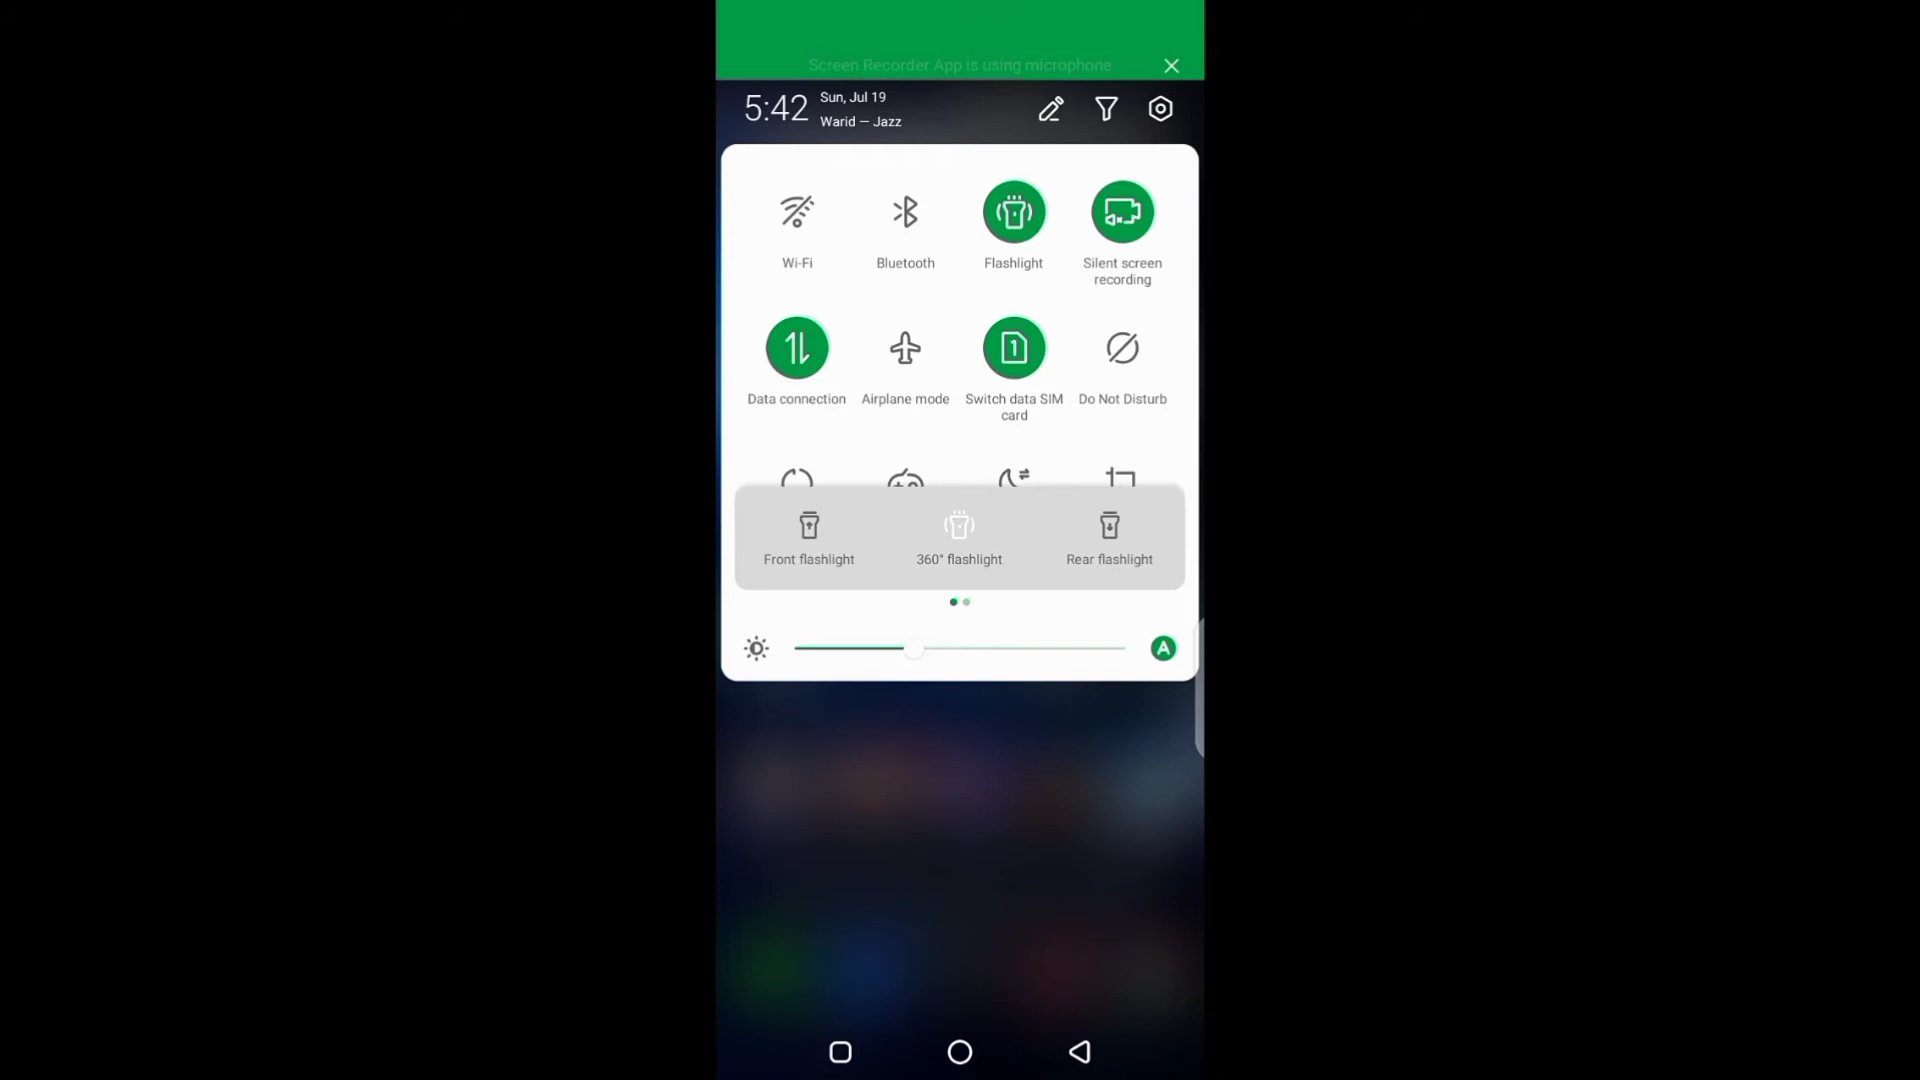 Screen Recorder App is using microphone
5:42
Sun, Jul 19
Warid — Jazz
Wi-Fi
Bluetooth
Flashlight
Silent screen
recording
Data connection
Airplane mode
1
Switch data SIM
card
Do Not Disturb
Front flashlight
360° flashlight
Rear flashlight
A